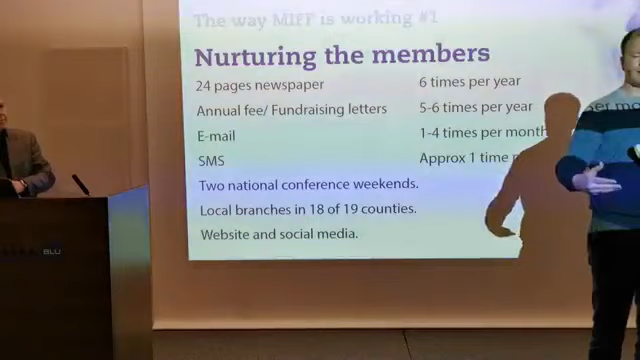 The way MIFF is working #1
Nurturing the members
24 pages newspaper 6 times per year
Annual fee/ Fundraising letters 5-6 times per year
E-mail 1-4 times per month
SMS Approx 1 time
Two national conference weekends.
Local branches in 18 of 19 counties.
Website and social media.
BLU